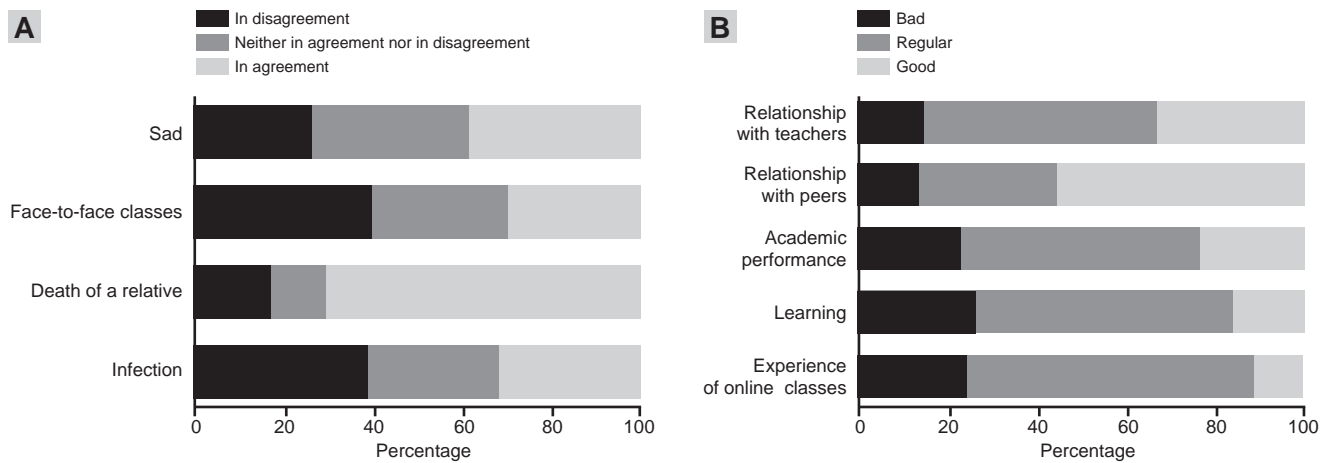 A
In disagreement
Neither in agreement nor in disagreement
In agreement
Sad
Face-to-face classes
Death of a relative
Infection
0 20 40 60 80 100
Percentage
B
Bad
Regular
Good
Relationship
with teachers
Relationship
with peers
Academic
performance
Learning
Experience
of online classes
0 20 40 60 80 100
Percentage